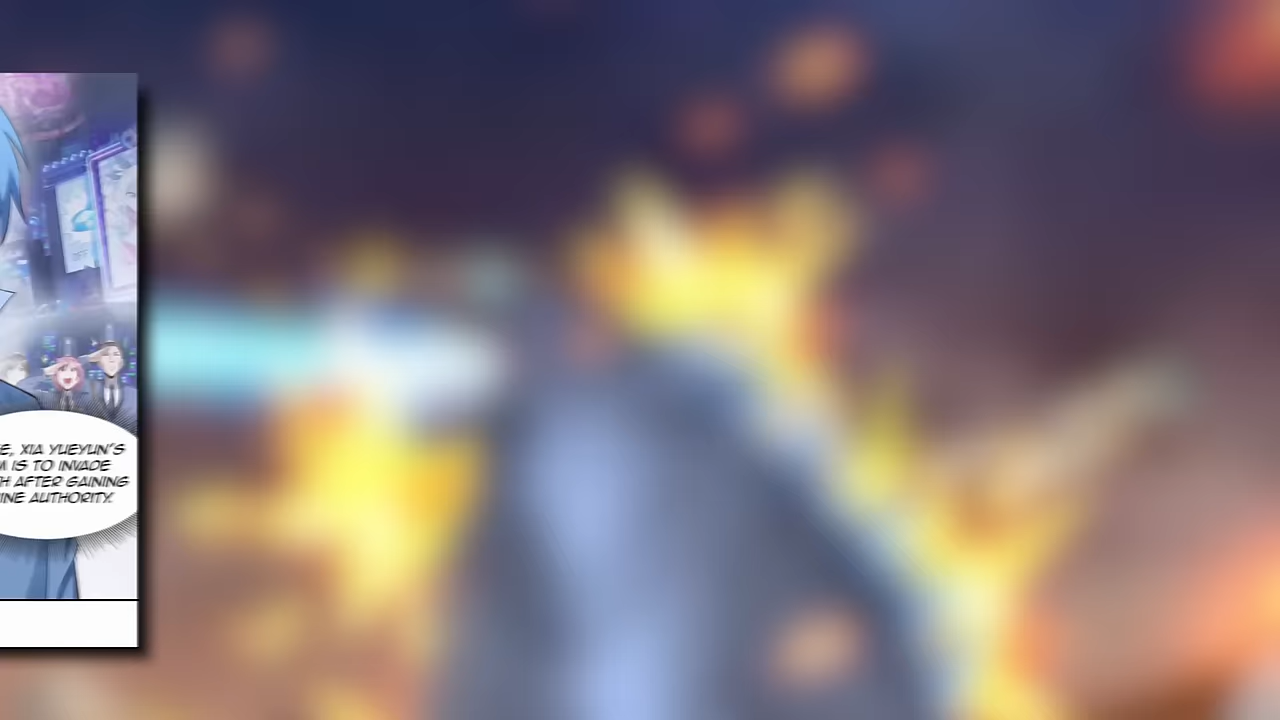 E, XIA YUEYUN'S
M IS TO INVADE
H AFTER GAINING
INE AUTHORITY.